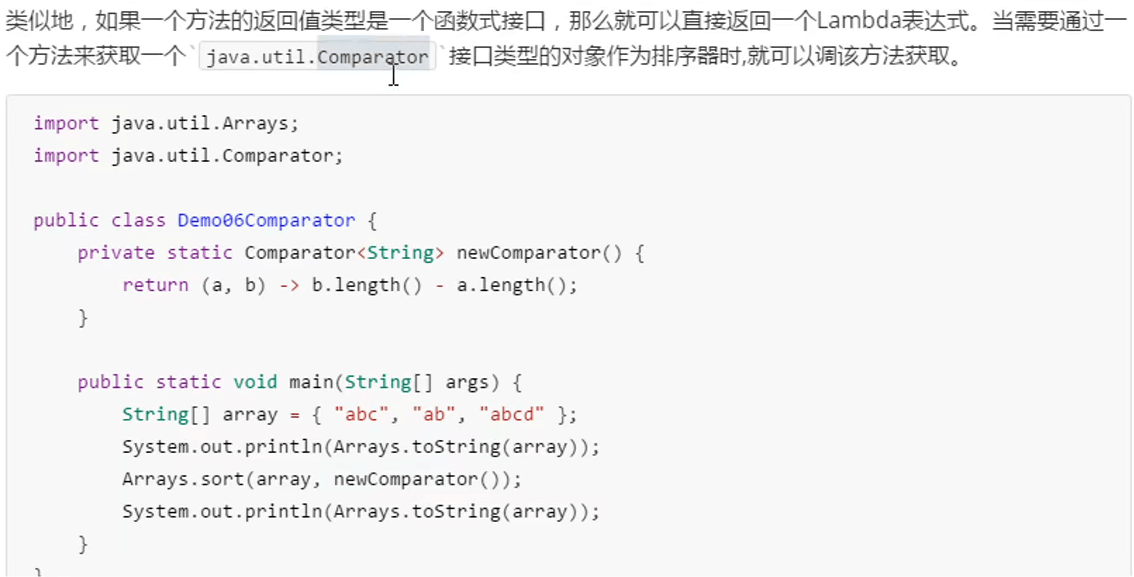 类似地，如果一个方法的返回值类型是一个函数式接口，那么就可以直接返回一个Lambda表达式。当需要通过一
个方法来获取一个`java.util.Comparator`接口类型的对象作为排序器时,就可以调该方法获取。
import java.util.Arrays;
import java.util.Comparator;
public class Demo06Comparator {
    private static Comparator<String> newComparator() {
        return (a, b) -> b.length() - a.length();
    }
    public static void main(String[] args) {
        String[] array = { "abc", "ab", "abcd" };
        System.out.println(Arrays.toString(array));
        Arrays.sort(array, newComparator());
        System.out.println(Arrays.toString(array));
    }
}